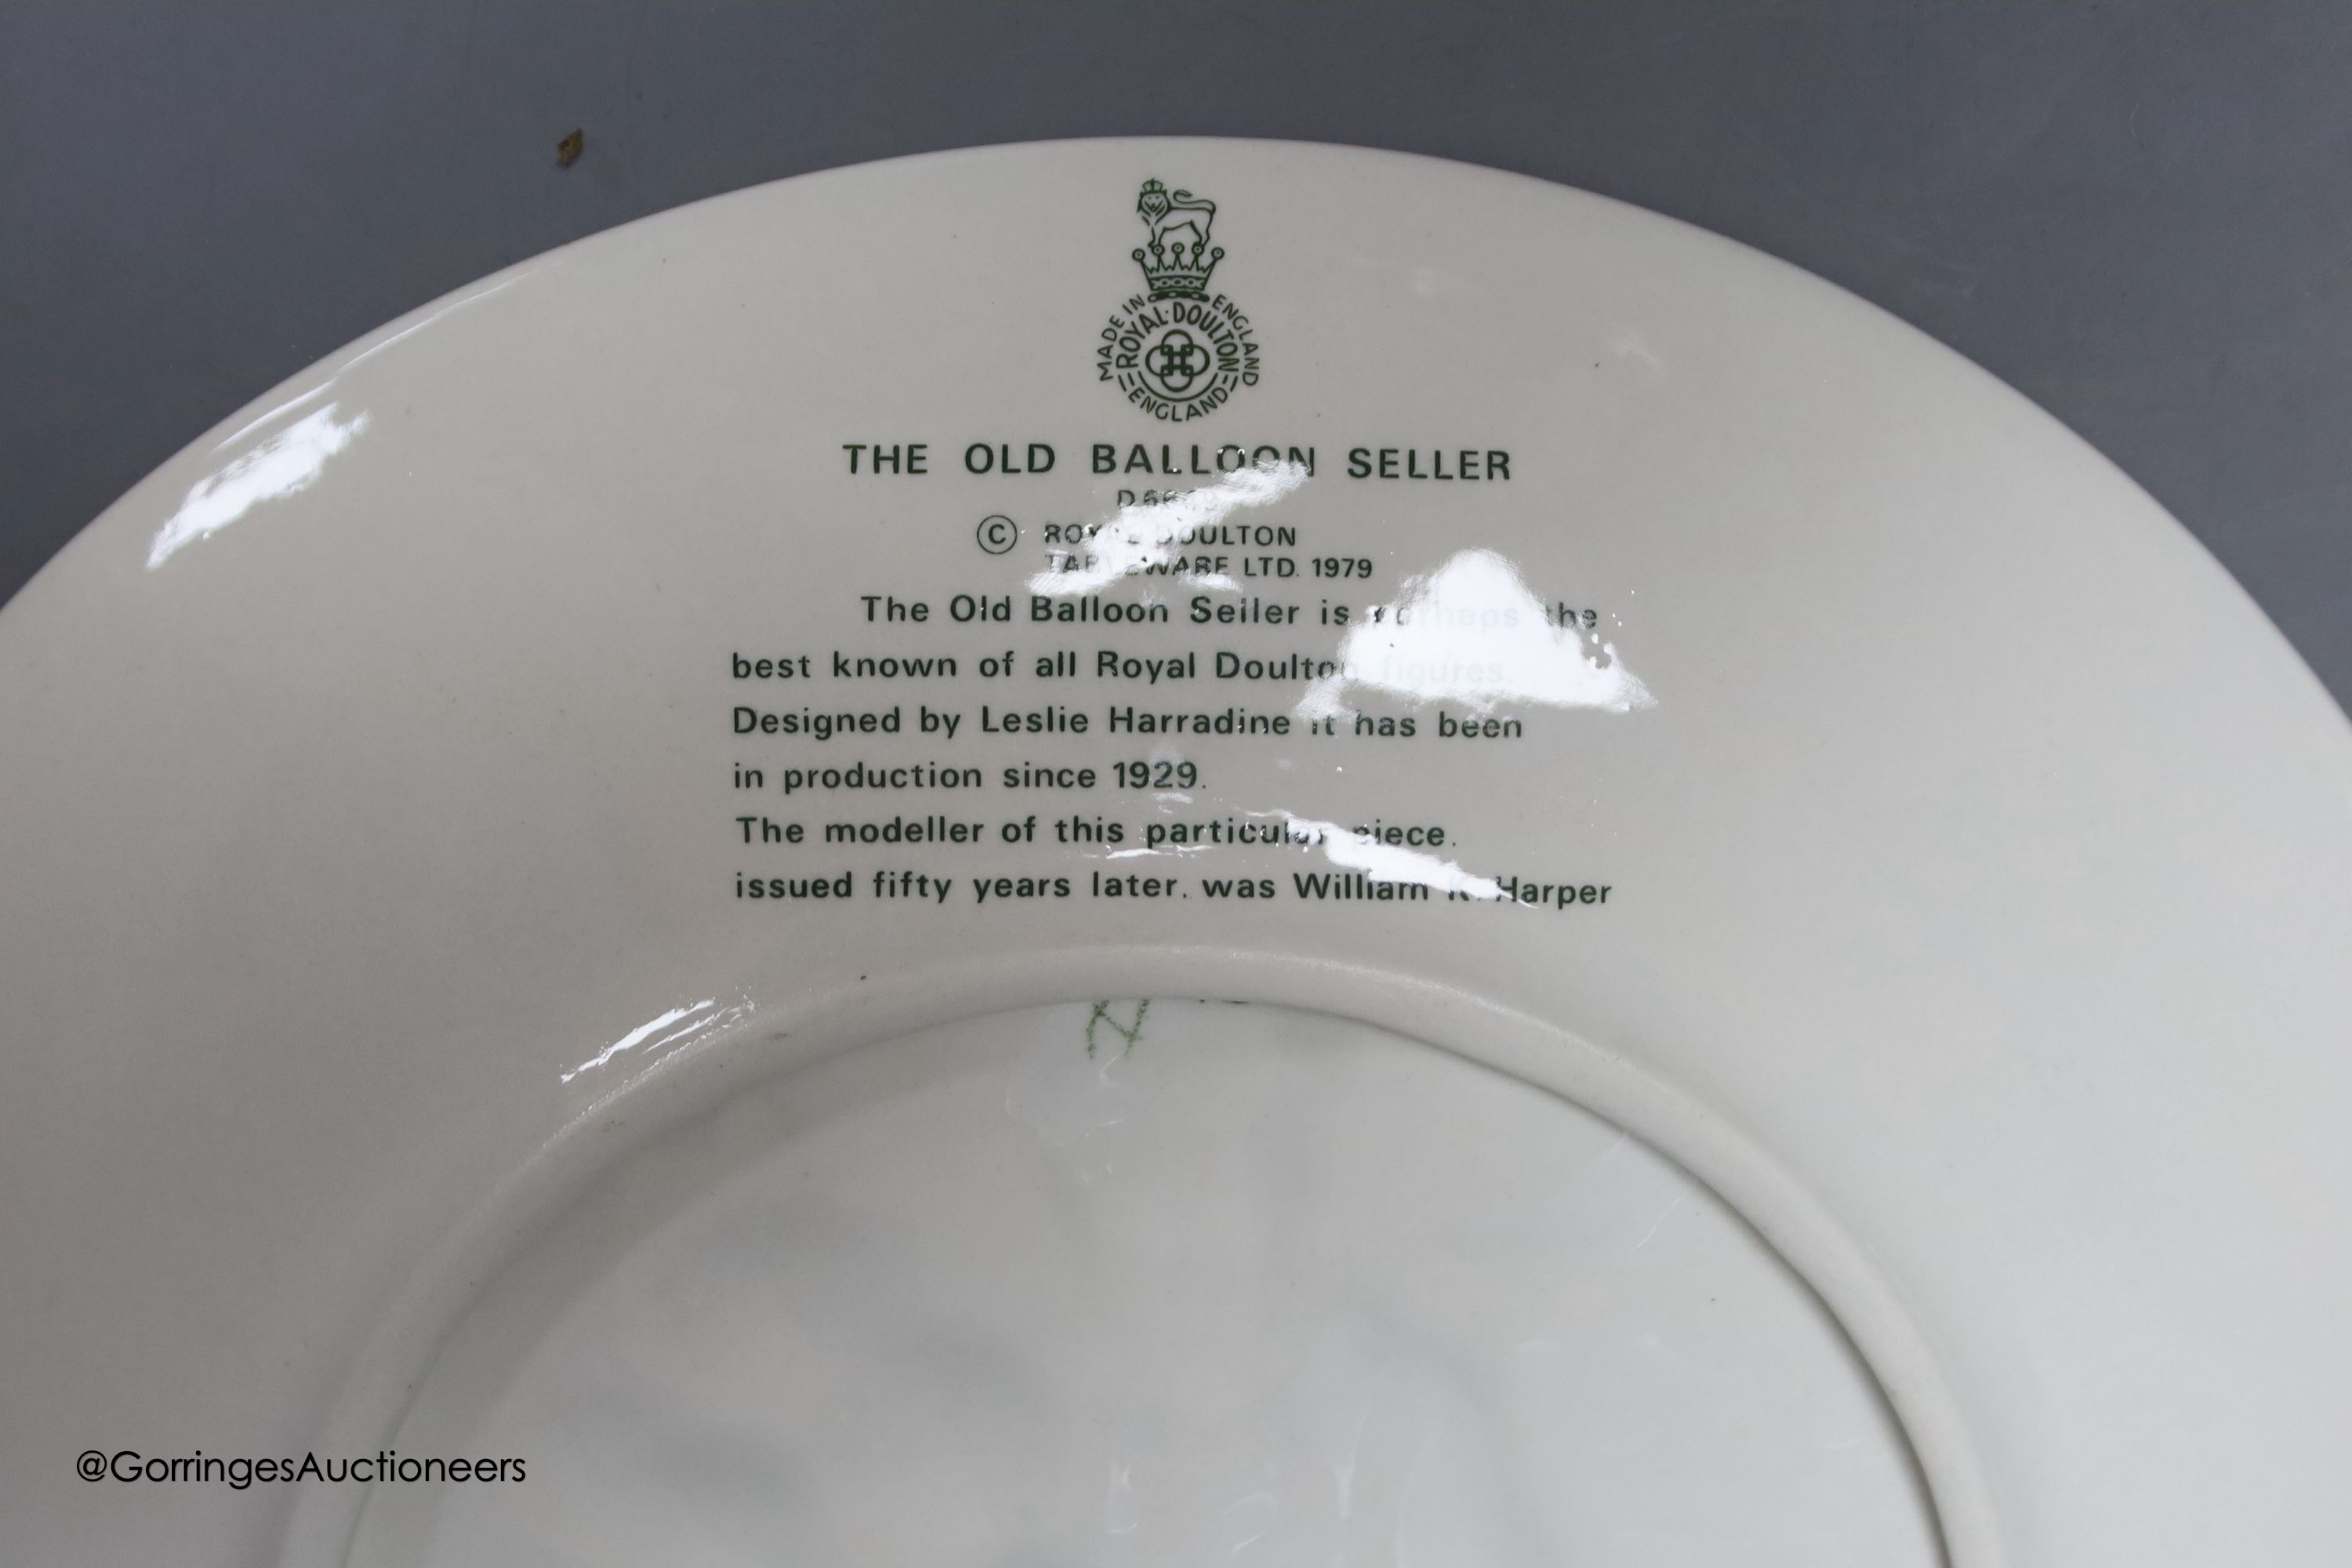 MADE IN ENGLAND
ROYAL·DOULTON
ENGLAND
THE OLD BALLOON SELLER
© ROYAL DOULTON
TABLEWARE LTD. 1979
The Old Balloon Seller is perhaps the
best known of all Royal Doulton figures.
Designed by Leslie Harradine it has been
in production since 1929.
The modeller of this particular piece.
issued fifty years later. was William K. Harper
@GorringesAuctioneers